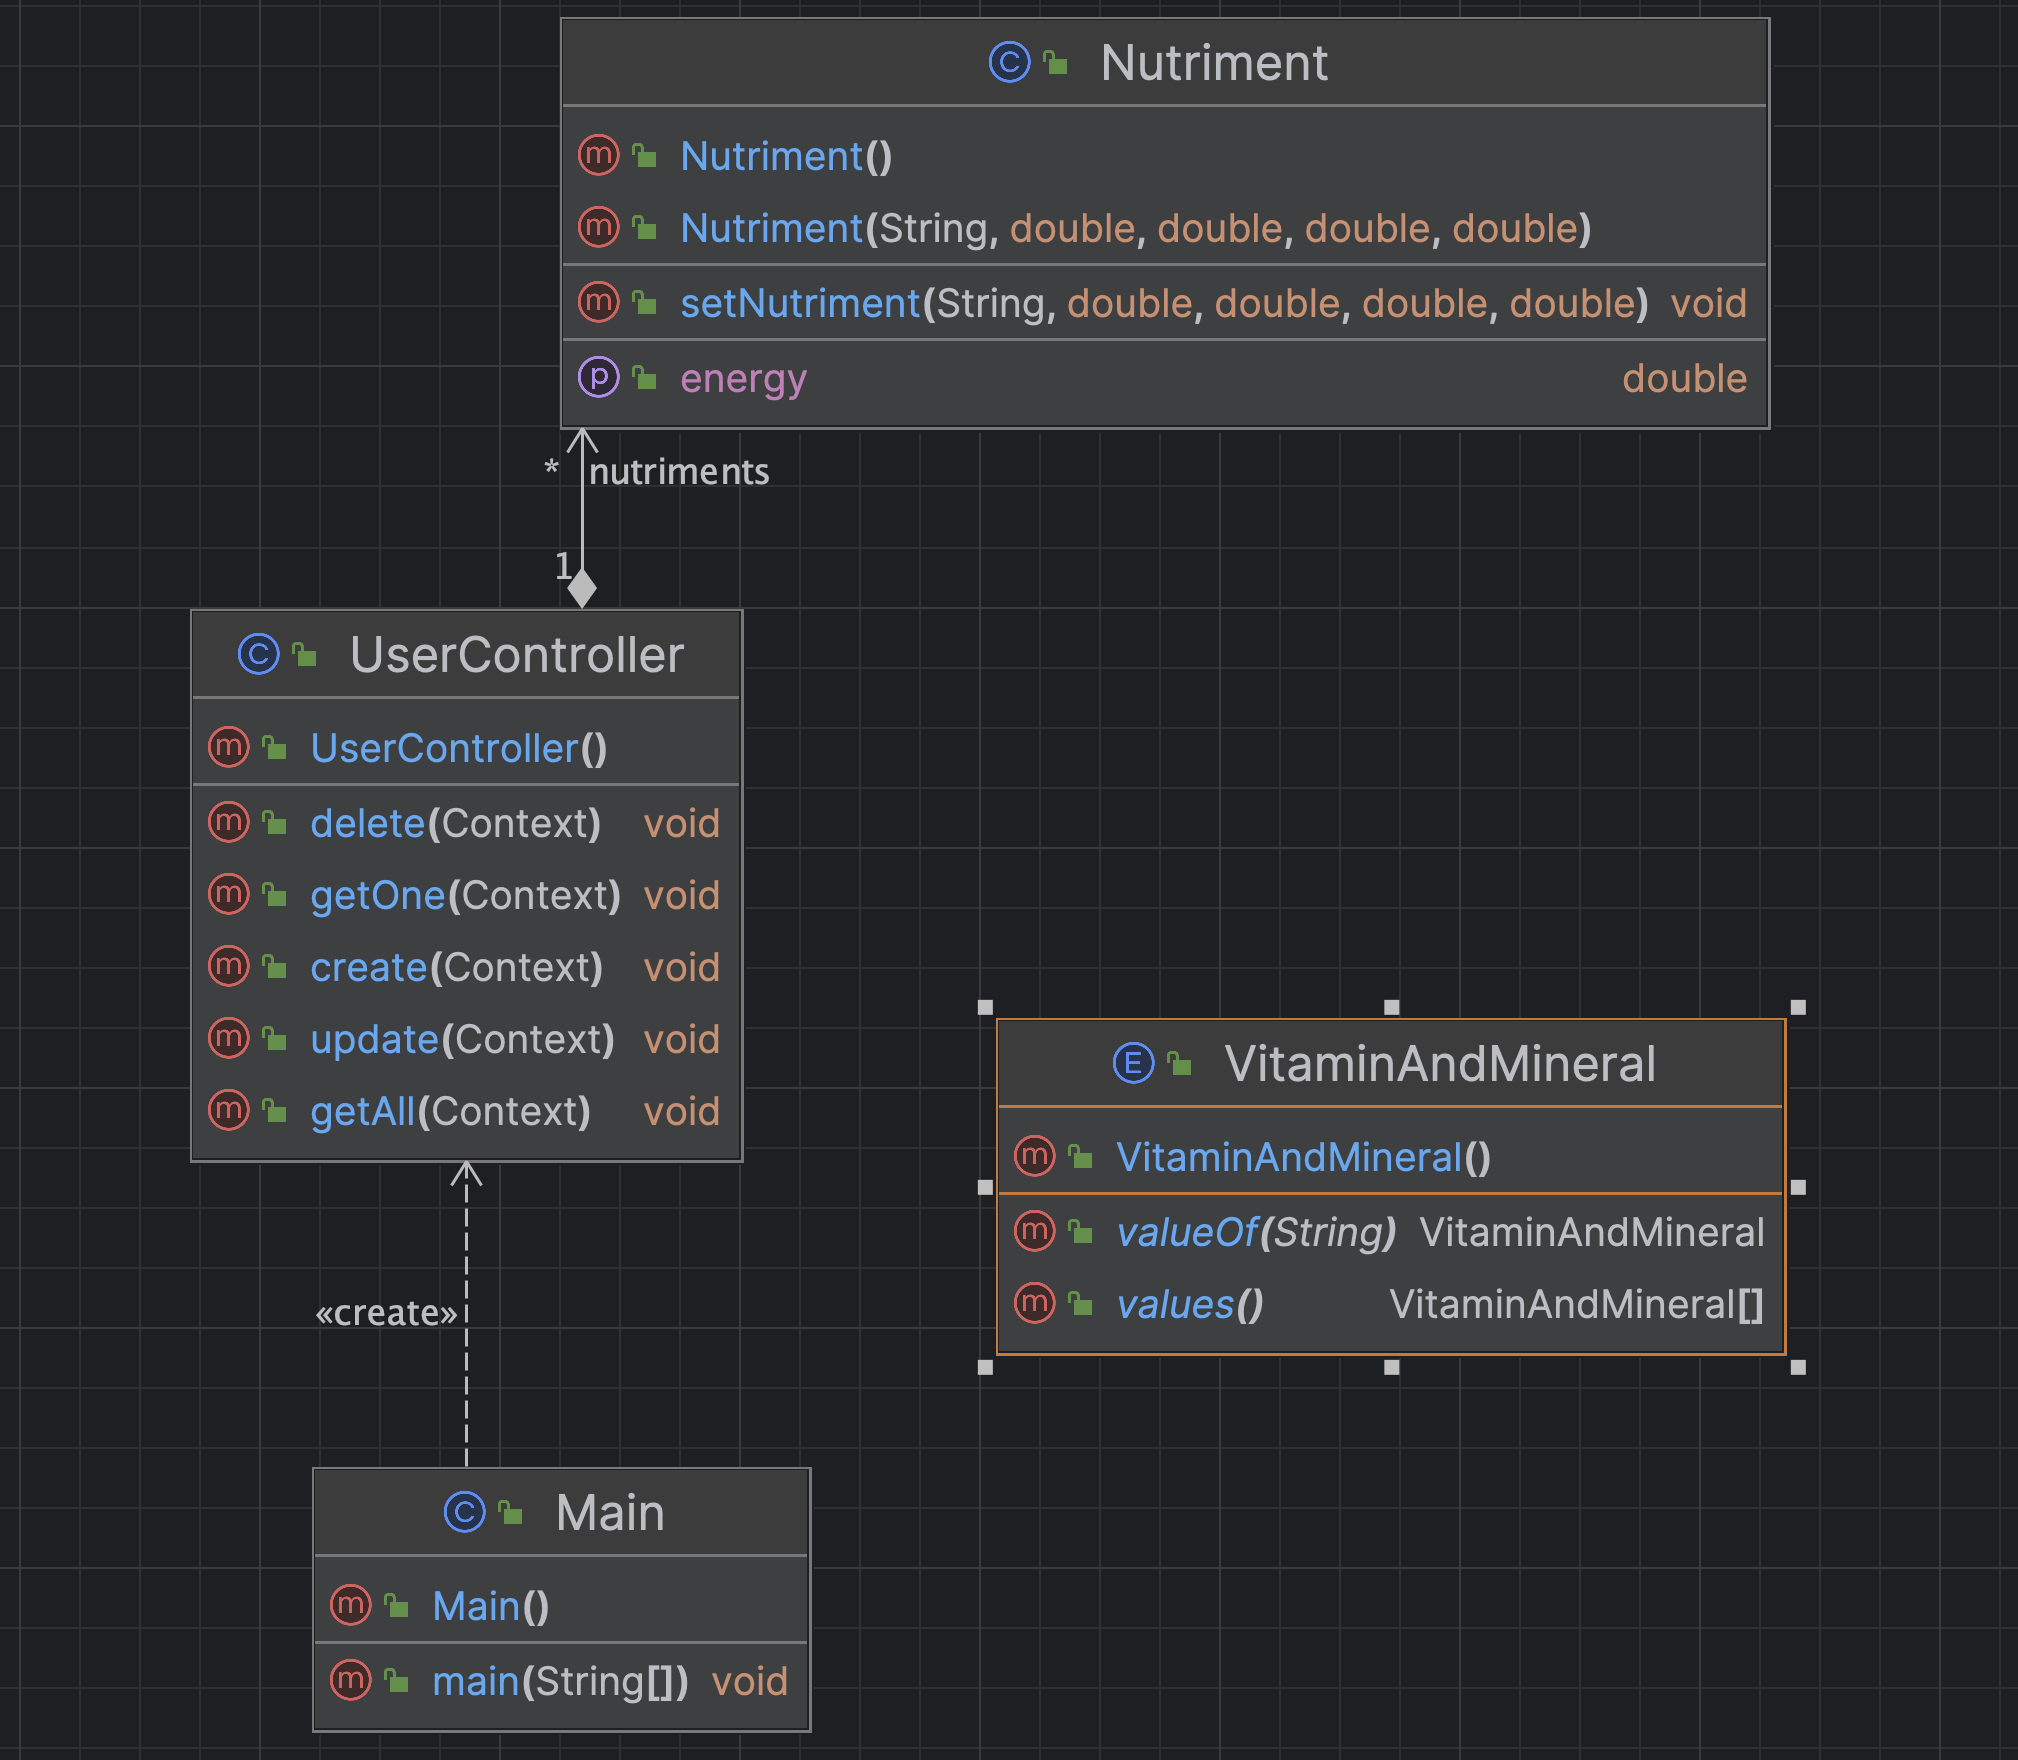 C Nutriment
m Nutriment()
m Nutriment(String, double, double, double, double)
m setNutriment(String, double, double, double, double) void
p energy double
* nutriments
1
C UserController
m UserController()
m delete(Context) void
m getOne(Context) void
m create(Context) void
m update(Context) void
m getAll(Context) void
E VitaminAndMineral
m VitaminAndMineral()
m valueOf(String) VitaminAndMineral
m values() VitaminAndMineral[]
«create»
C Main
m Main()
m main(String[]) void